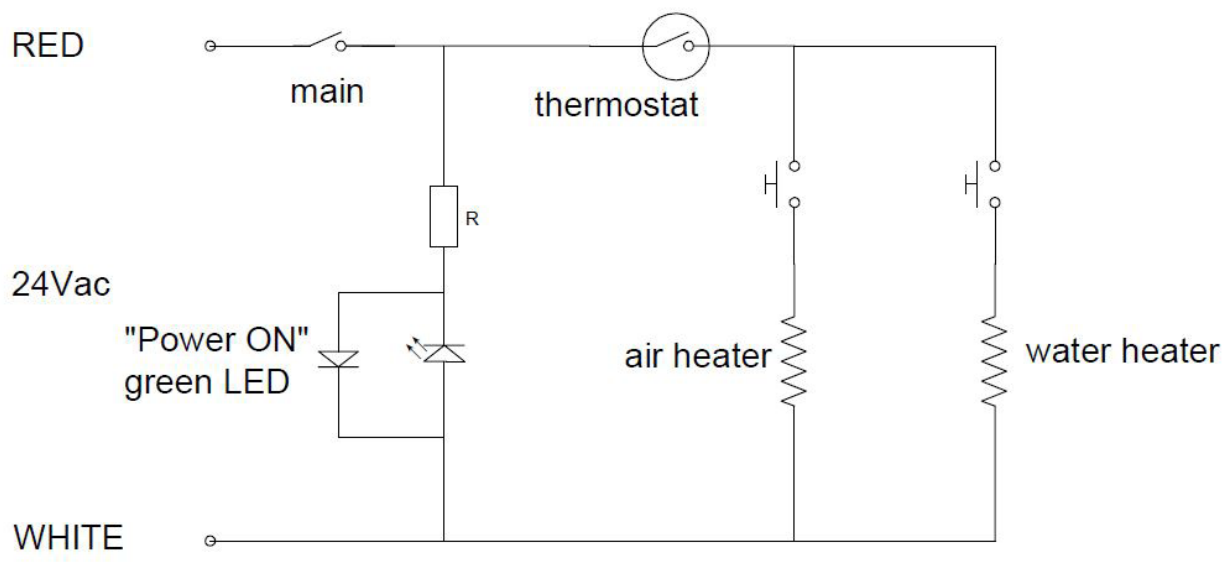 RED
main
thermostat
R
24Vac
"Power ON"
green LED
air heater
water heater
WHITE